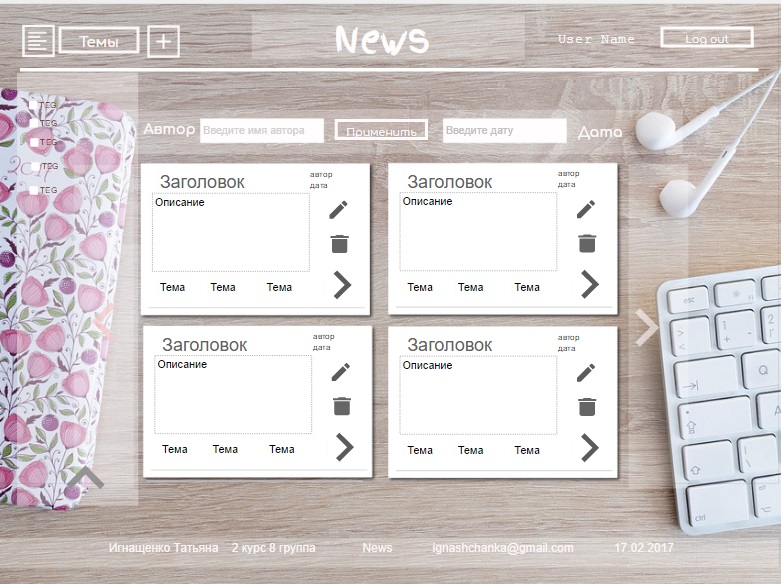 Темы
News
User Name
Log out
TEG
TEG
TEG
TEG
TEG
Автор
Введите имя автора
Применить
Введите дату
Дата
Заголовок
автор
дата
Описание
Тема Тема Тема
Заголовок
автор
дата
Описание
Тема Тема Тема
Заголовок
автор
дата
Описание
Тема Тема Тема
Заголовок
автор
дата
Описание
Тема Тема Тема
esc
ctrl
Q
A
Игнащенко Татьяна 2 курс 8 группа News Ignashchanka@gmail.com 17.02.2017